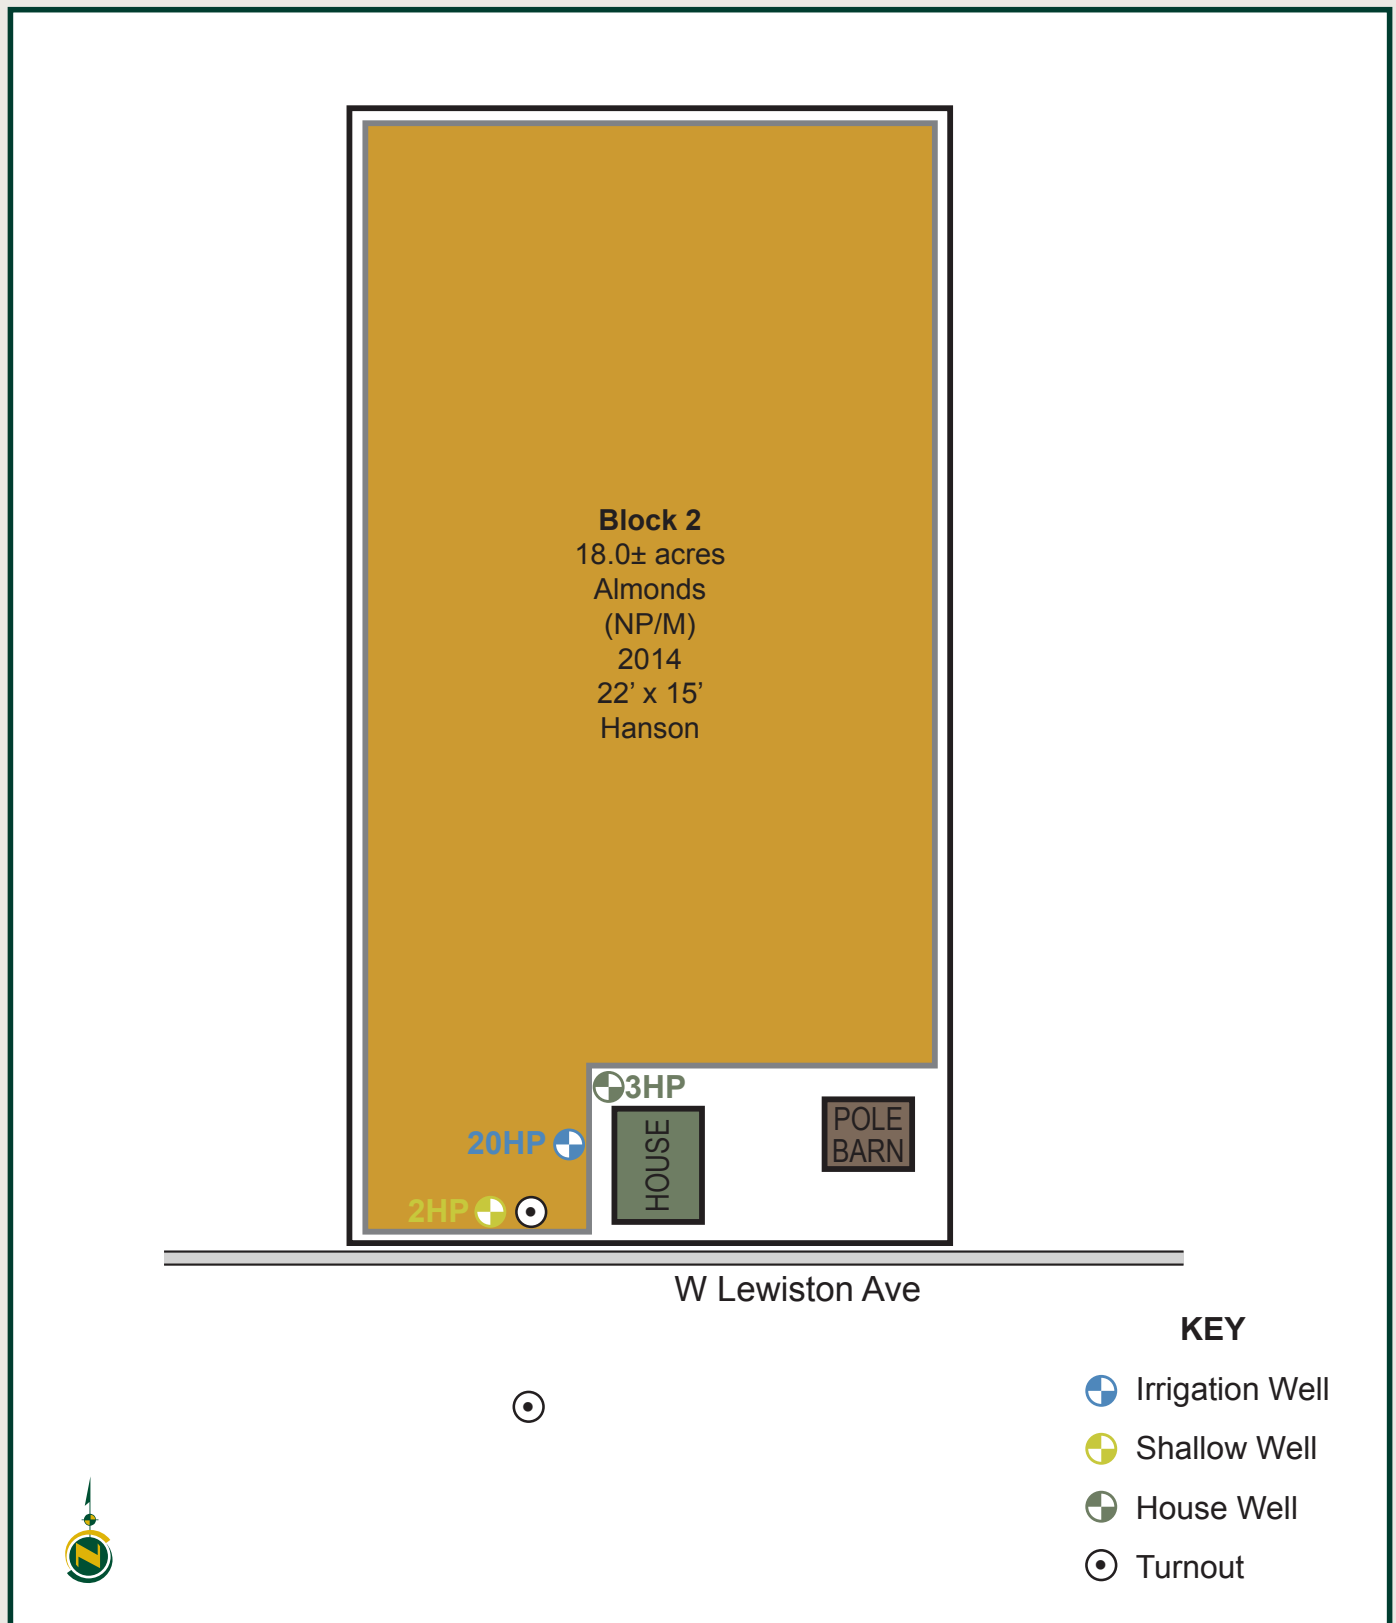 Block 2
18.0± acres
Almonds
(NP/M)
2014
22’ x 15’
Hanson
3HP
20HP
2HP
HOUSE
POLE
BARN
W Lewiston Ave
KEY
Irrigation Well
Shallow Well
House Well
Turnout
N